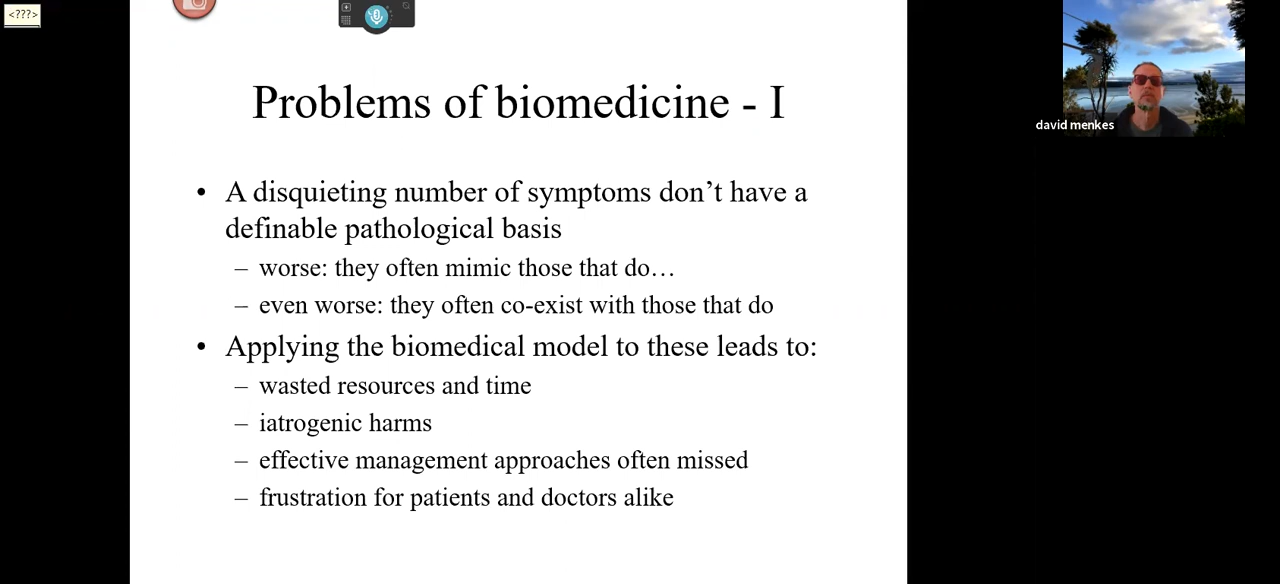 <???>
Problems of biomedicine - I
david menkes
• A disquieting number of symptoms don’t have a
definable pathological basis
– worse: they often mimic those that do…
– even worse: they often co-exist with those that do
• Applying the biomedical model to these leads to:
– wasted resources and time
– iatrogenic harms
– effective management approaches often missed
– frustration for patients and doctors alike